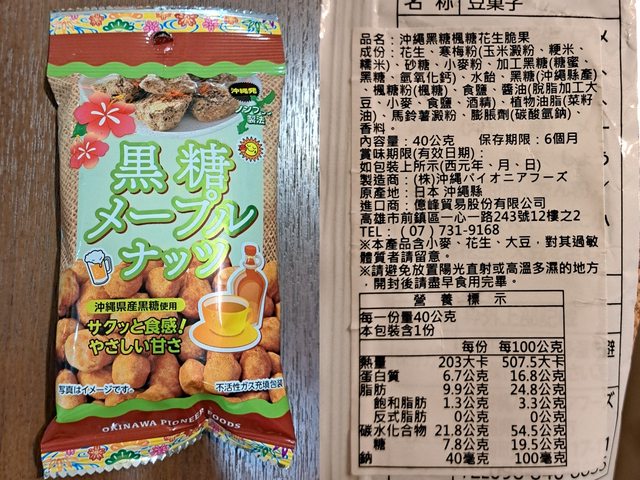 沖縄発
ノンフライ
製法
黒糖
メープル
ナッツ
沖縄県産黒糖使用
サクッと食感!
やさしい甘さ
写真はイメージです。
不活性ガス充填包装
OKINAWA PIONEER FOODS
名 称 豆菓子
品名:沖繩黑糖楓糖花生脆果
成份:花生、寒梅粉(玉米澱粉、粳米、
糯米)、砂糖、小麥粉、加工黑糖(糖蜜、
黑糖、氫氧化鈣)、水飴、黑糖(沖繩縣產)
、楓糖粉(楓糖)、食鹽、醬油(脫脂加工大
豆、小麥、食鹽、酒精)、植物油脂(菜籽
油)、馬鈴薯澱粉、膨脹劑(碳酸氫鈉)、
香料。
內容量:40公克 保存期限:6個月
賞味期限(有效日期):
如包裝上所示(西元年、月、日)
製造商:(株)沖縄パイオニアフーズ
原產地:日本 沖繩縣
進口商:億峰貿易股份有限公司
高雄市前鎮區一心一路243號12樓之2
TEL:(07)731-9168
※本產品含小麥、花生、大豆,對其過敏
體質者請留意。
※請避免放置陽光直射或高溫多濕的地方
,開封後請盡早食用完畢。
營養標示
每一份量40公克
本包裝含1份
每份 每100公克
熱量 203大卡 507.5大卡
蛋白質 6.7公克 16.8公克
脂肪 9.9公克 24.8公克
飽和脂肪 1.3公克 3.3公克
反式脂肪 0公克 0公克
碳水化合物 21.8公克 54.5公克
糖 7.8公克 19.5公克
鈉 40毫克 100毫克